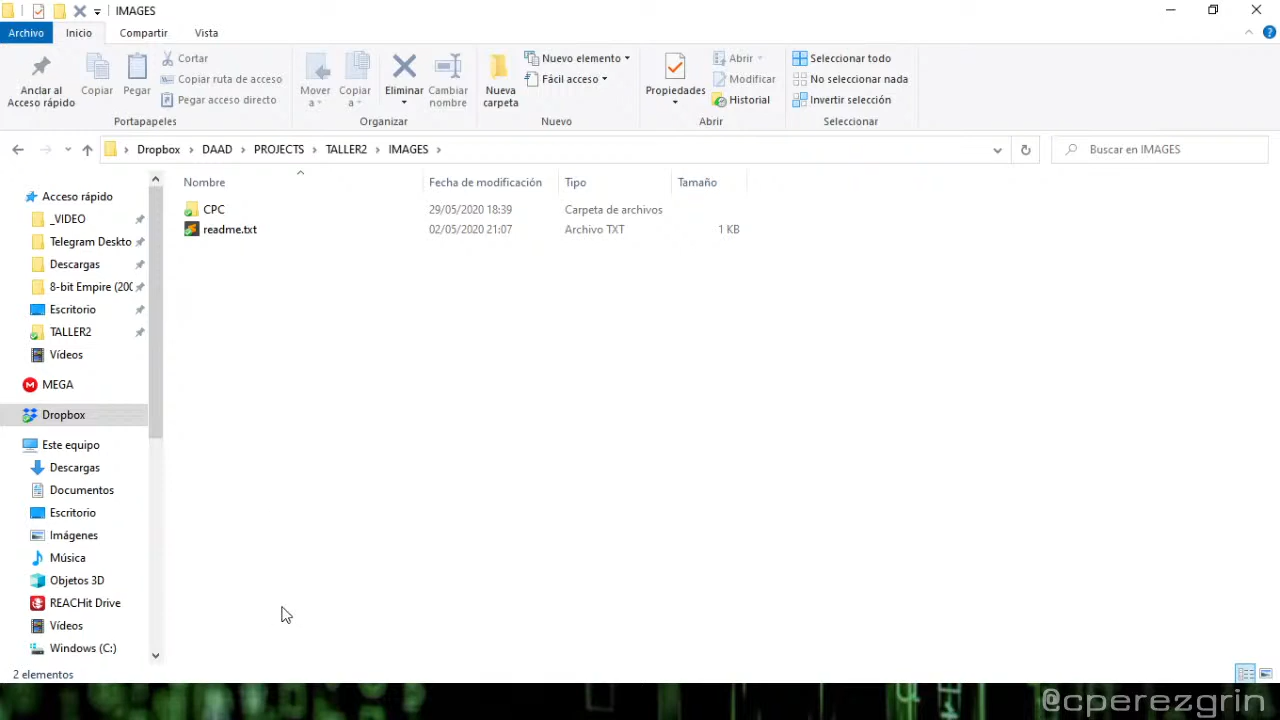 IMAGES
Archivo Inicio Compartir Vista
Anclar al Acceso rápido
Copiar
Pegar
Cortar
Copiar ruta de acceso
Pegar acceso directo
Portapapeles
Mover a
Copiar a
Eliminar
Cambiar nombre
Organizar
Nueva carpeta
Nuevo elemento
Fácil acceso
Nuevo
Propiedades
Abrir
Modificar
Historial
Abrir
Seleccionar todo
No seleccionar nada
Invertir selección
Seleccionar
Dropbox > DAAD > PROJECTS > TALLER2 > IMAGES >
Buscar en IMAGES
Nombre Fecha de modificación Tipo Tamaño
CPC 29/05/2020 18:39 Carpeta de archivos
readme.txt 02/05/2020 21:07 Archivo TXT 1 KB
Acceso rápido
_VIDEO
Telegram Deskto
Descargas
8-bit Empire (200
Escritorio
TALLER2
Vídeos
MEGA
Dropbox
Este equipo
Descargas
Documentos
Escritorio
Imágenes
Música
Objetos 3D
REACHit Drive
Vídeos
Windows (C:)
2 elementos
@cperezgrin